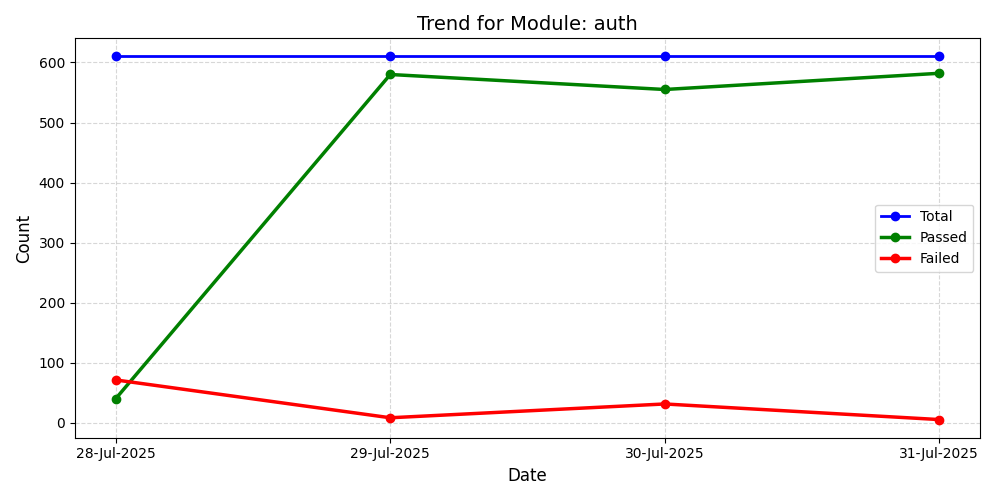 Trend for Module: auth
600
500
400
300
200
100
0
Count
Total
Passed
Failed
28-Jul-2025
29-Jul-2025
30-Jul-2025
31-Jul-2025
Date